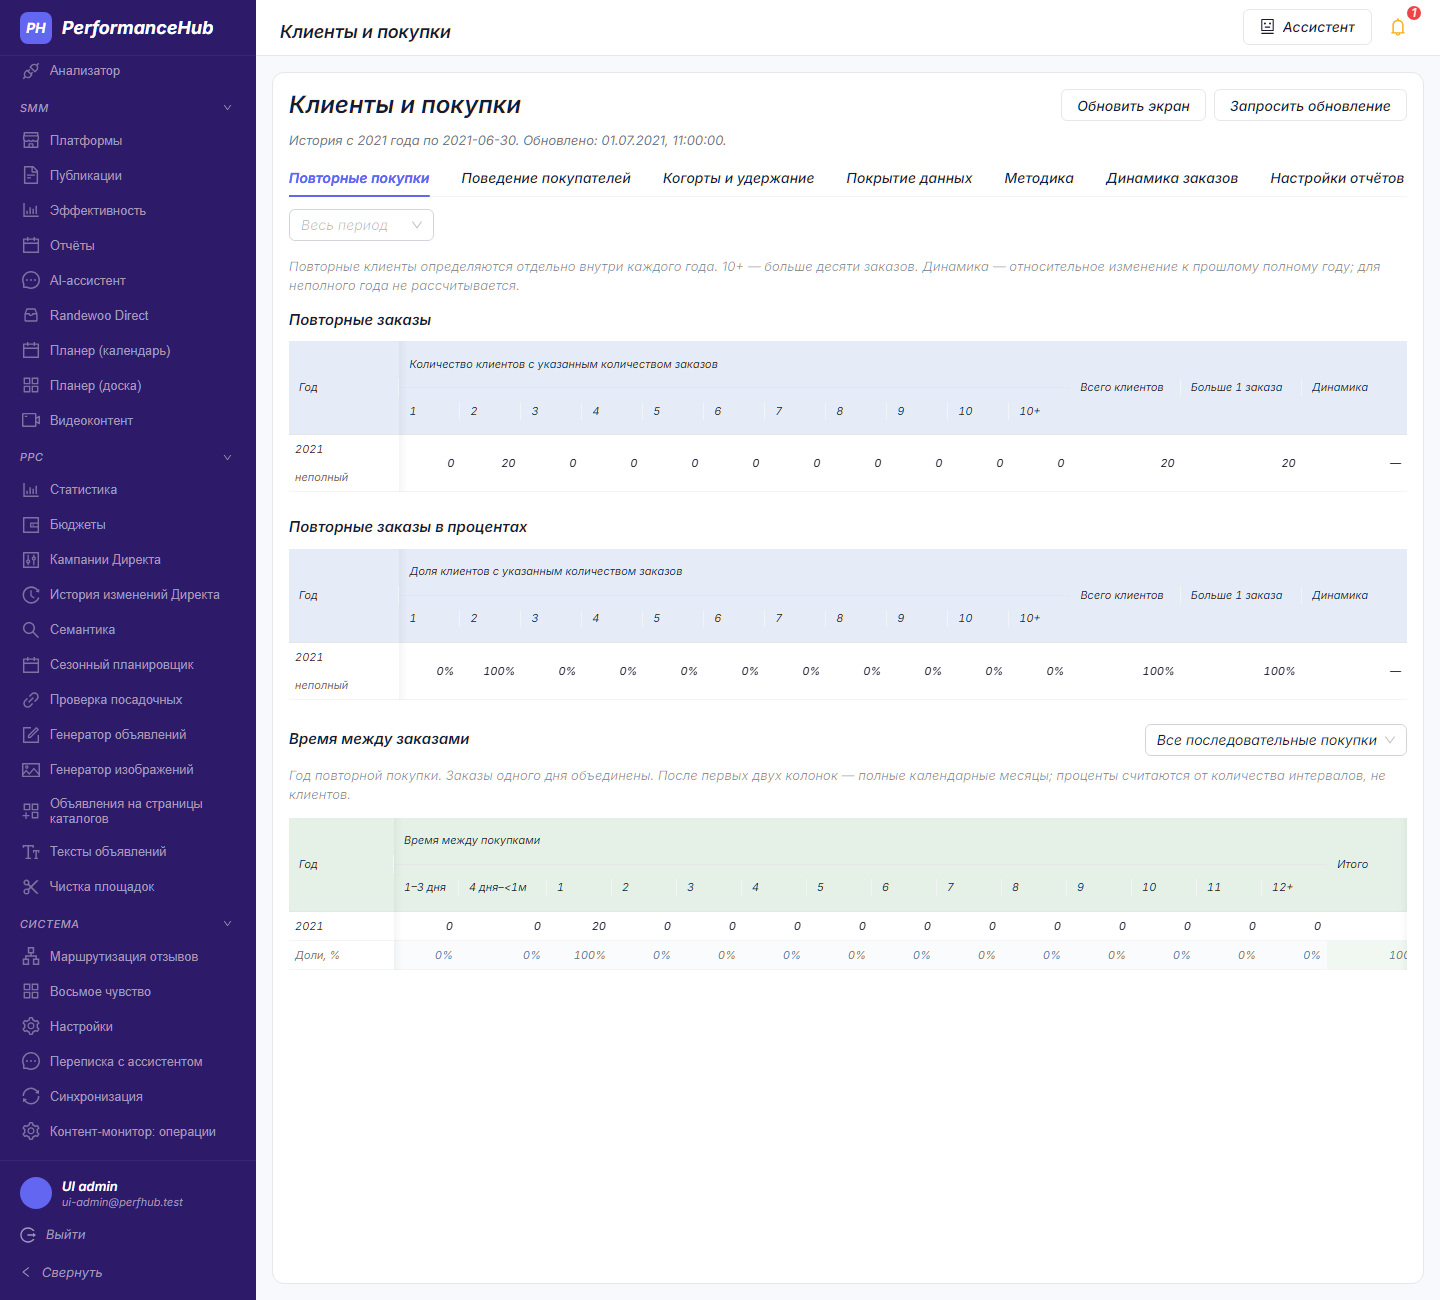 PH PerformanceHub
Анализатор
SMM
Платформы
Публикации
Эффективность
Отчёты
AI-ассистент
Randewoo Direct
Планер (календарь)
Планер (доска)
Видеоконтент
PPC
Статистика
Бюджеты
Кампании Директа
История изменений Директа
Семантика
Сезонный планировщик
Проверка посадочных
Генератор объявлений
Генератор изображений
Объявления на страницы
каталогов
Тексты объявлений
Чистка площадок
СИСТЕМА
Маршрутизация отзывов
Восьмое чувство
Настройки
Переписка с ассистентом
Синхронизация
Контент-монитор: операции
UI admin
ui-admin@perfhub.test
Выйти
Свернуть
Клиенты и покупки
Ассистент
1
Клиенты и покупки
Обновить экран Запросить обновление
История с 2021 года по 2021-06-30. Обновлено: 01.07.2021, 11:00:00.
Повторные покупки Поведение покупателей Когорты и удержание Покрытие данных Методика Динамика заказов Настройки отчётов
Весь период
Повторные клиенты определяются отдельно внутри каждого года. 10+ — больше десяти заказов. Динамика — относительное изменение к прошлому полному году; для
неполного года не рассчитывается.
Повторные заказы
Количество клиентов с указанным количеством заказов
Год Всего клиентов Больше 1 заказа Динамика
1 2 3 4 5 6 7 8 9 10 10+
2021
0 20 0 0 0 0 0 0 0 0 0 20 20 —
неполный
Повторные заказы в процентах
Доля клиентов с указанным количеством заказов
Год Всего клиентов Больше 1 заказа Динамика
1 2 3 4 5 6 7 8 9 10 10+
2021
0% 100% 0% 0% 0% 0% 0% 0% 0% 0% 0% 100% 100% —
неполный
Время между заказами
Все последовательные покупки
Год повторной покупки. Заказы одного дня объединены. После первых двух колонок — полные календарные месяцы; проценты считаются от количества интервалов, не
клиентов.
Время между покупками
Год Итого
1–3 дня 4 дня–<1м 1 2 3 4 5 6 7 8 9 10 11 12+
2021 0 0 20 0 0 0 0 0 0 0 0 0 0 0
Доли, % 0% 0% 100% 0% 0% 0% 0% 0% 0% 0% 0% 0% 0% 0% 100